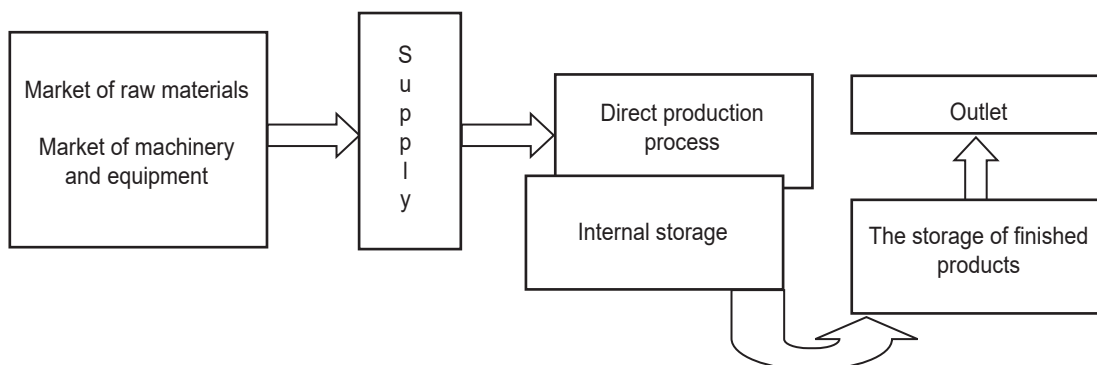 Market of raw materials
Market of machinery
and equipment
Supply
Direct production
process
Internal storage
Outlet
The storage of finished
products